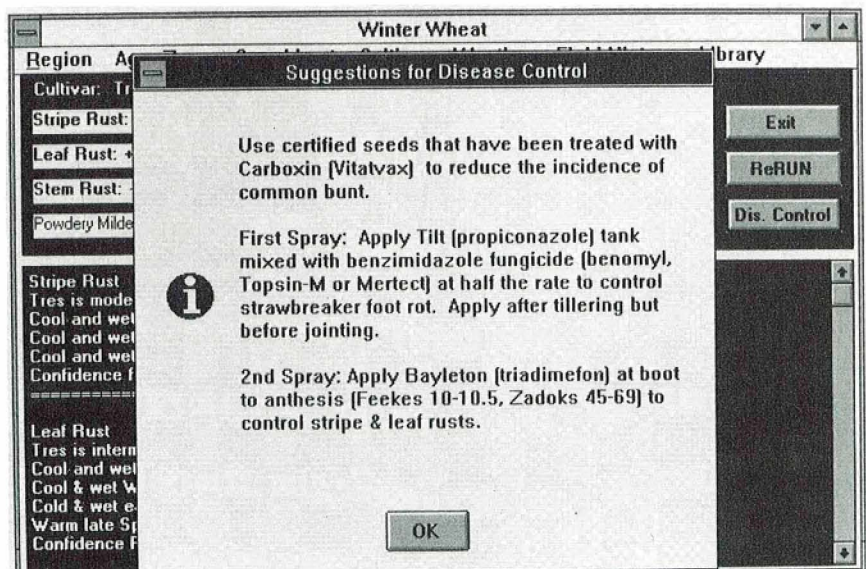 Winter Wheat
Region
brary
Suggestions for Disease Control
Cultivar:
Stripe Rust:
Leaf Rust: +
Stem Rust:
Powdery Milde
Exit
ReRUN
Dis. Control
Use certified seeds that have been treated with
Carboxin (Vitatvax) to reduce the incidence of
common bunt.
First Spray: Apply Tilt (propiconazole) tank
mixed with benzimidazole fungicide (benomyl,
Topsin-M or Mertect) at half the rate to control
strawbreaker foot rot. Apply after tillering but
before jointing.
2nd Spray: Apply Bayleton (triadimefon) at boot
to anthesis (Feekes 10-10.5, Zadoks 45-69) to
control stripe & leaf rusts.
OK
Stripe Rust
Tres is mode
Cool and wet
Cool and wet
Cool and wet
Confidence f
Leaf Rust
Tres is interm
Cool and wet
Cool & wet W
Cold & wet e
Warm late Sp
Confidence F